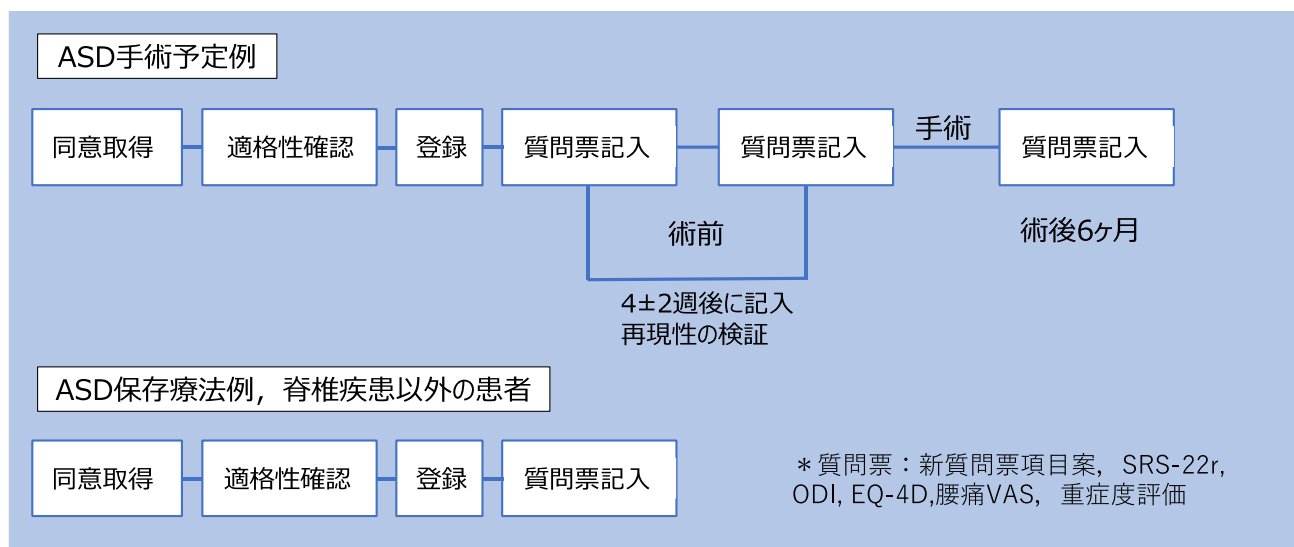 ASD手術予定例
同意取得
適格性確認
登録
質問票記入
質問票記入
手術
質問票記入
術前
術後6ヶ月
4±2週後に記入
再現性の検証
ASD保存療法例，脊椎疾患以外の患者
同意取得
適格性確認
登録
質問票記入
＊質問票：新質問票項目案，SRS-22r,
ODI, EQ-4D,腰痛VAS，重症度評価